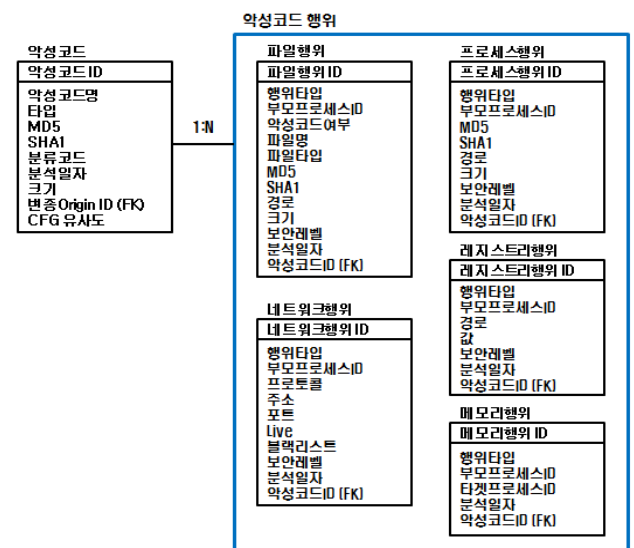 악성코드 행위
악성코드
악성코드ID
악성코드명
타입
MD5
SHA1
분류코드
분석일자
크기
변종Origin ID (FK)
CFG 유사도
1:N
파일행위
파일행위 ID
행위타입
부모프로세스ID
악성코드여부
파일명
파일타입
MD5
SHA1
경로
크기
보안레벨
분석일자
악성코드ID (FK)
프로세스행위
프로세스행위 ID
행위타입
부모프로세스ID
MD5
SHA1
경로
크기
보안레벨
분석일자
악성코드ID (FK)
레지스트리행위
레지스트리행위 ID
행위타입
부모프로세스ID
경로
값
보안레벨
분석일자
악성코드ID (FK)
네트워크행위
네트워크행위 ID
행위타입
부모프로세스ID
프로토콜
주소
포트
Live
블랙리스트
보안레벨
분석일자
악성코드ID (FK)
메모리행위
메모리행위 ID
행위타입
부모프로세스ID
타겟프로세스ID
분석일자
악성코드ID (FK)